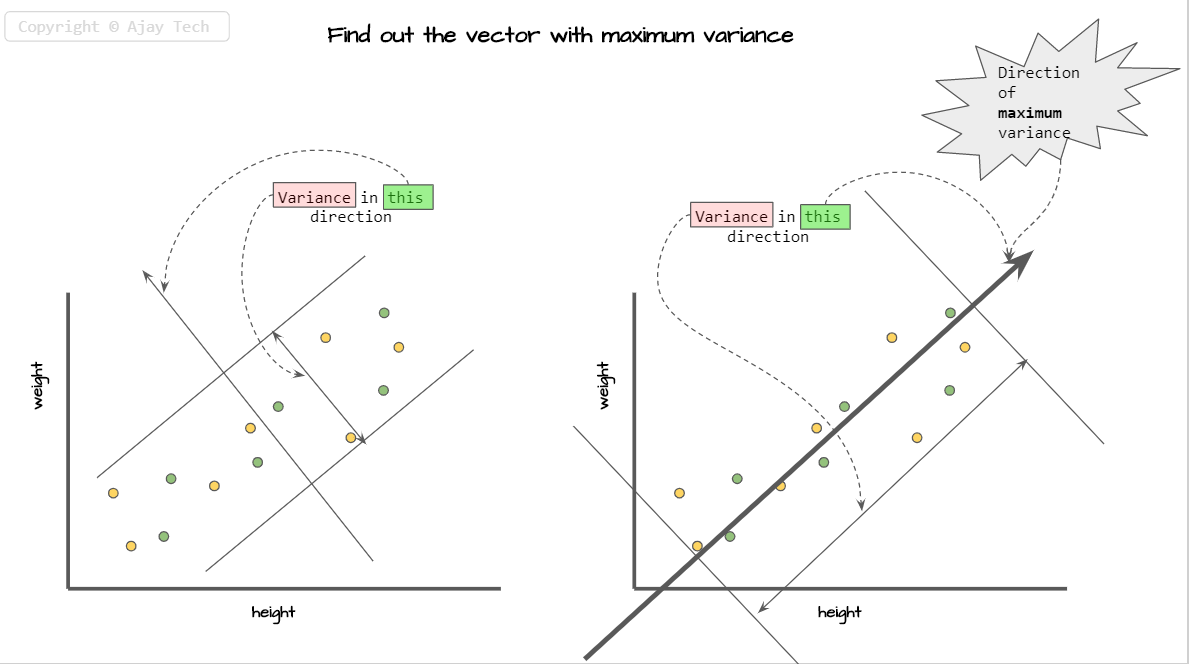 Copyright © Ajay Tech
Find out the vector with maximum variance
Direction
of
maximum
variance
Variance in this
direction
weight
height
Variance in this
direction
weight
height